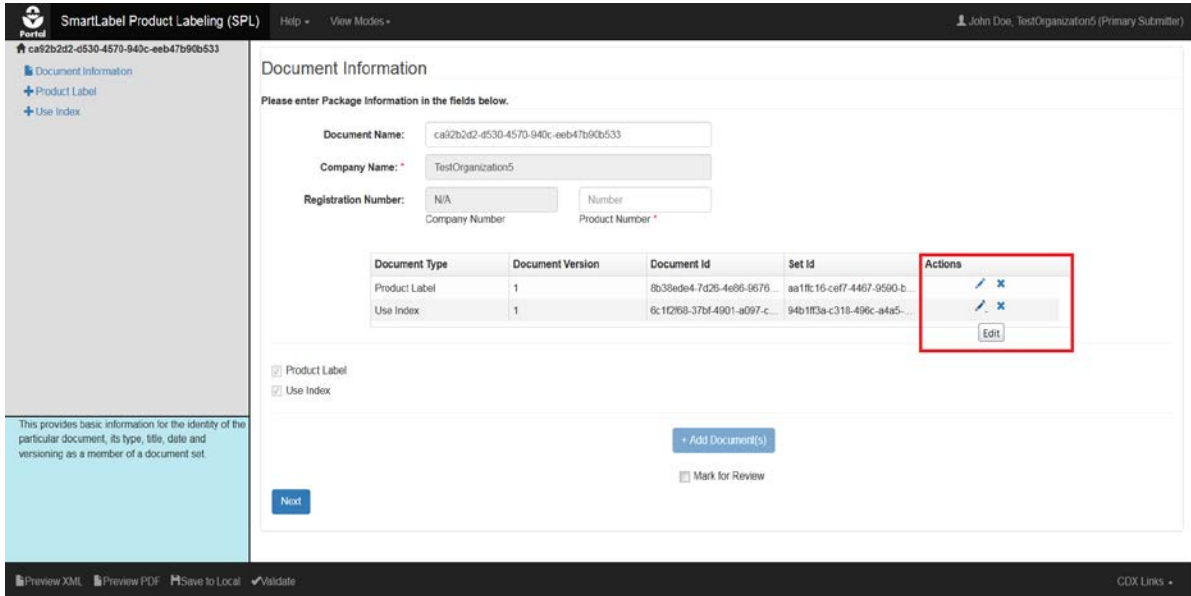 SmartLabel Product Labeling (SPL) Help View Modes John Doe, TestOrganization5 (Primary Submitter)
Portal
ca92b2d2-d530-4570-940c-eeb47b90b533
Document Information
Product Label
Use Index
Document Information
Please enter Package Information in the fields below.
Document Name: ca92b2d2-d530-4570-940c-eeb47b90b533
Company Name: * TestOrganization5
Registration Number: N/A Number
Company Number Product Number *
Document Type Document Version Document Id Set Id Actions
Product Label 1 8b38ede4-7d26-4e66-9676... aa1ffc16-cef7-4467-9590-b...
Use Index 1 6c1f2f68-37bf-4901-a097-c... 94b1ff3a-c318-496c-a4a5-...
Edit
Product Label
Use Index
This provides basic information for the identity of the
particular document, its type, title, date and
versioning as a member of a document set.
+ Add Document(s)
Mark for Review
Next
Preview XML Preview PDF Save to Local Validate CDX Links